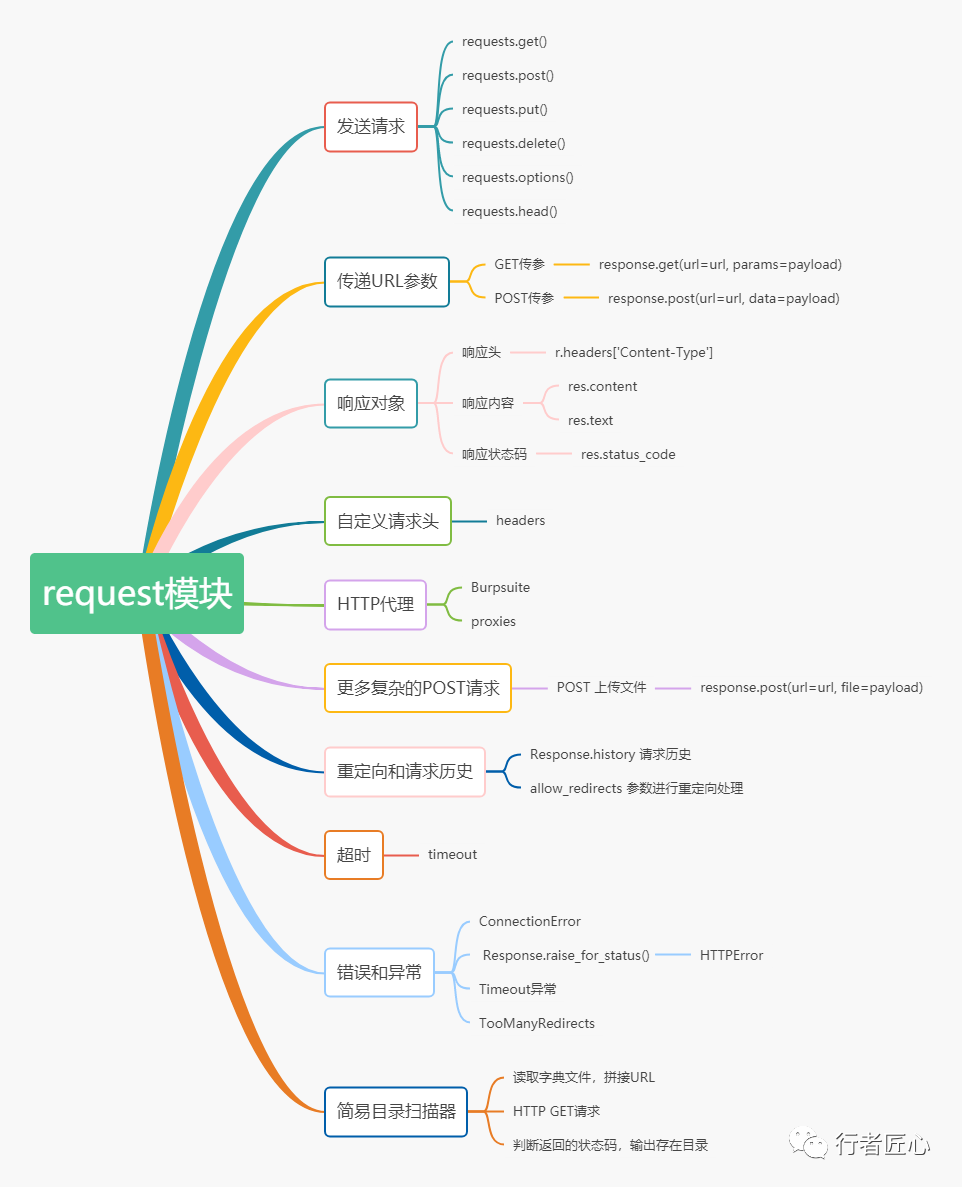 request模块
发送请求
requests.get()
requests.post()
requests.put()
requests.delete()
requests.options()
requests.head()
传递URL参数
GET传参
response.get(url=url, params=payload)
POST传参
response.post(url=url, data=payload)
响应对象
响应头
r.headers['Content-Type']
响应内容
res.content
res.text
响应状态码
res.status_code
自定义请求头
headers
HTTP代理
Burpsuite
proxies
更多复杂的POST请求
POST 上传文件
response.post(url=url, file=payload)
重定向和请求历史
Response.history 请求历史
allow_redirects 参数进行重定向处理
超时
timeout
错误和异常
ConnectionError
Response.raise_for_status()
HTTPError
Timeout异常
TooManyRedirects
简易目录扫描器
读取字典文件，拼接URL
HTTP GET请求
判断返回的状态码，输出存在目录
行者匠心